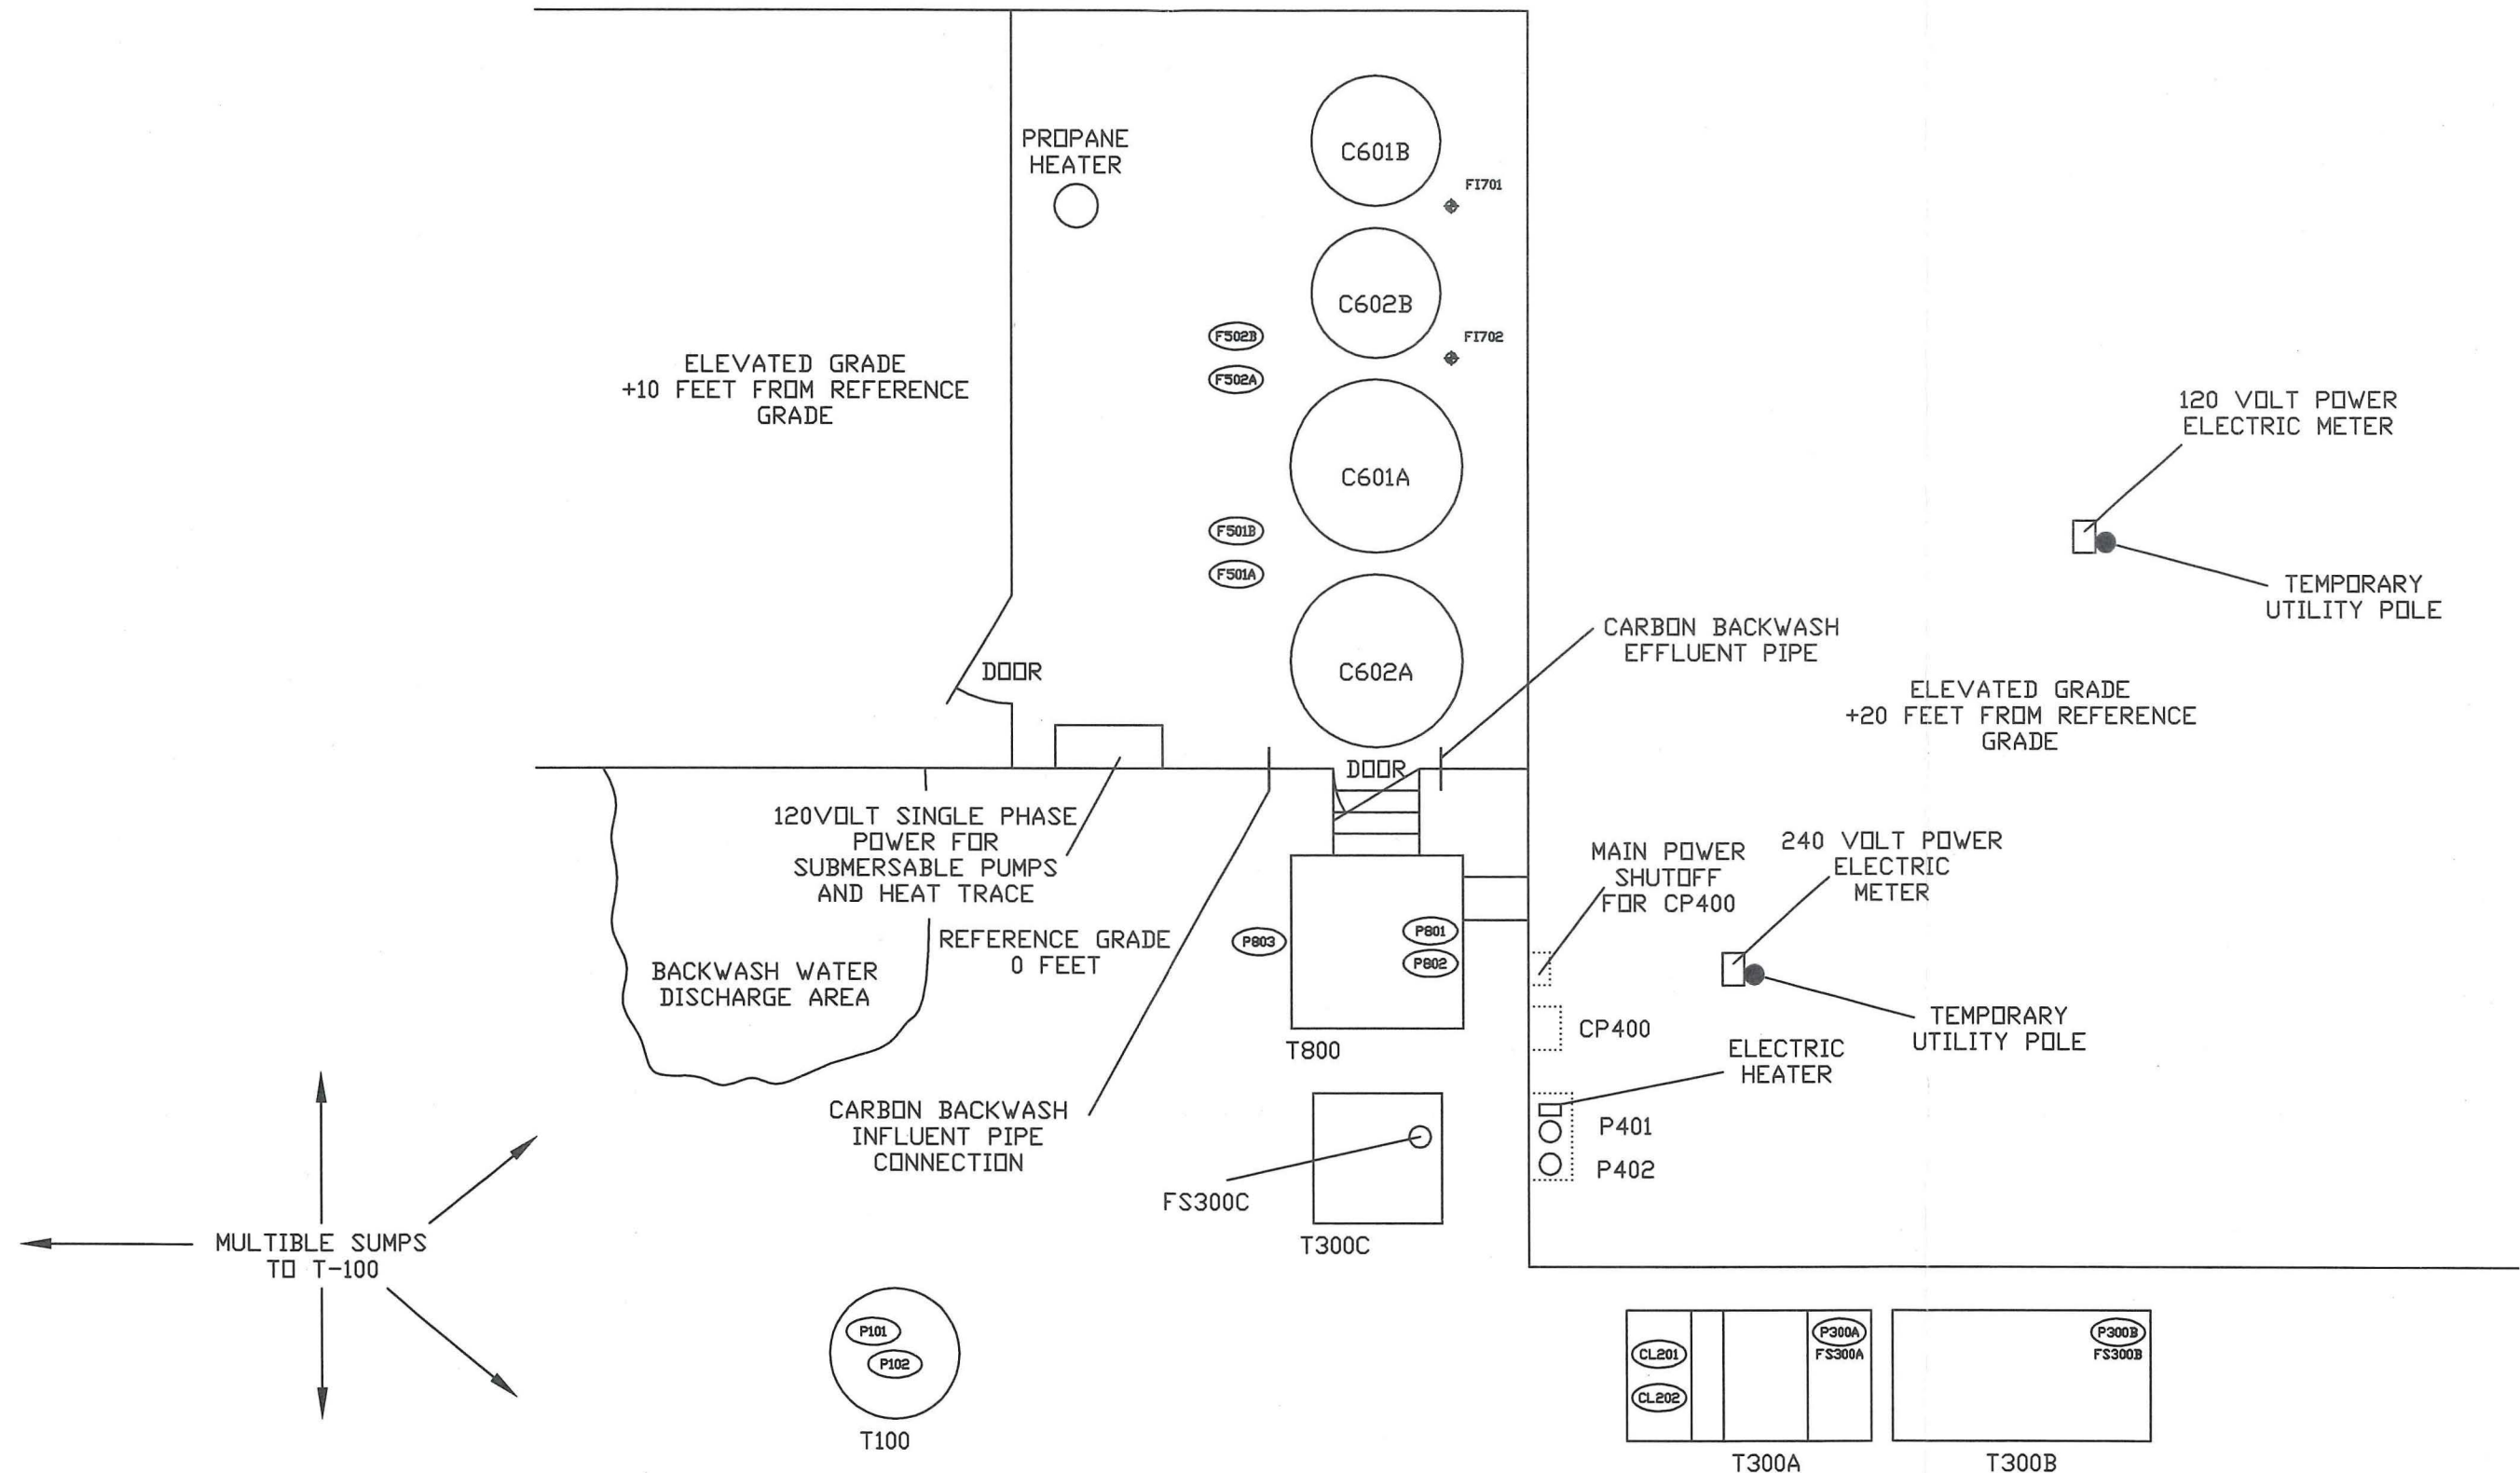 C601B
PROPANE
HEATER
FI701
C602B
F502B
FI702
F502A
ELEVATED GRADE
+10 FEET FROM REFERENCE
GRADE
120 VOLT POWER
ELECTRIC METER
C601A
F501B
F501A
TEMPORARY
UTILITY POLE
CARBON BACKWASH
EFFLUENT PIPE
DOOR
C602A
ELEVATED GRADE
+20 FEET FROM REFERENCE
GRADE
DOOR
120VOLT SINGLE PHASE
POWER FOR
SUBMERSABLE PUMPS
AND HEAT TRACE
MAIN POWER
SHUTOFF
FOR CP400
240 VOLT POWER
ELECTRIC
METER
REFERENCE GRADE
0 FEET
P803
P801
P802
BACKWASH WATER
DISCHARGE AREA
TEMPORARY
UTILITY POLE
CP400
T800
ELECTRIC
HEATER
CARBON BACKWASH
INFLUENT PIPE
CONNECTION
P401
P402
FS300C
T300C
MULTIBLE SUMPS
TO T-100
P101
P102
T100
CL201
CL202
P300A
FS300A
T300A
P300B
FS300B
T300B